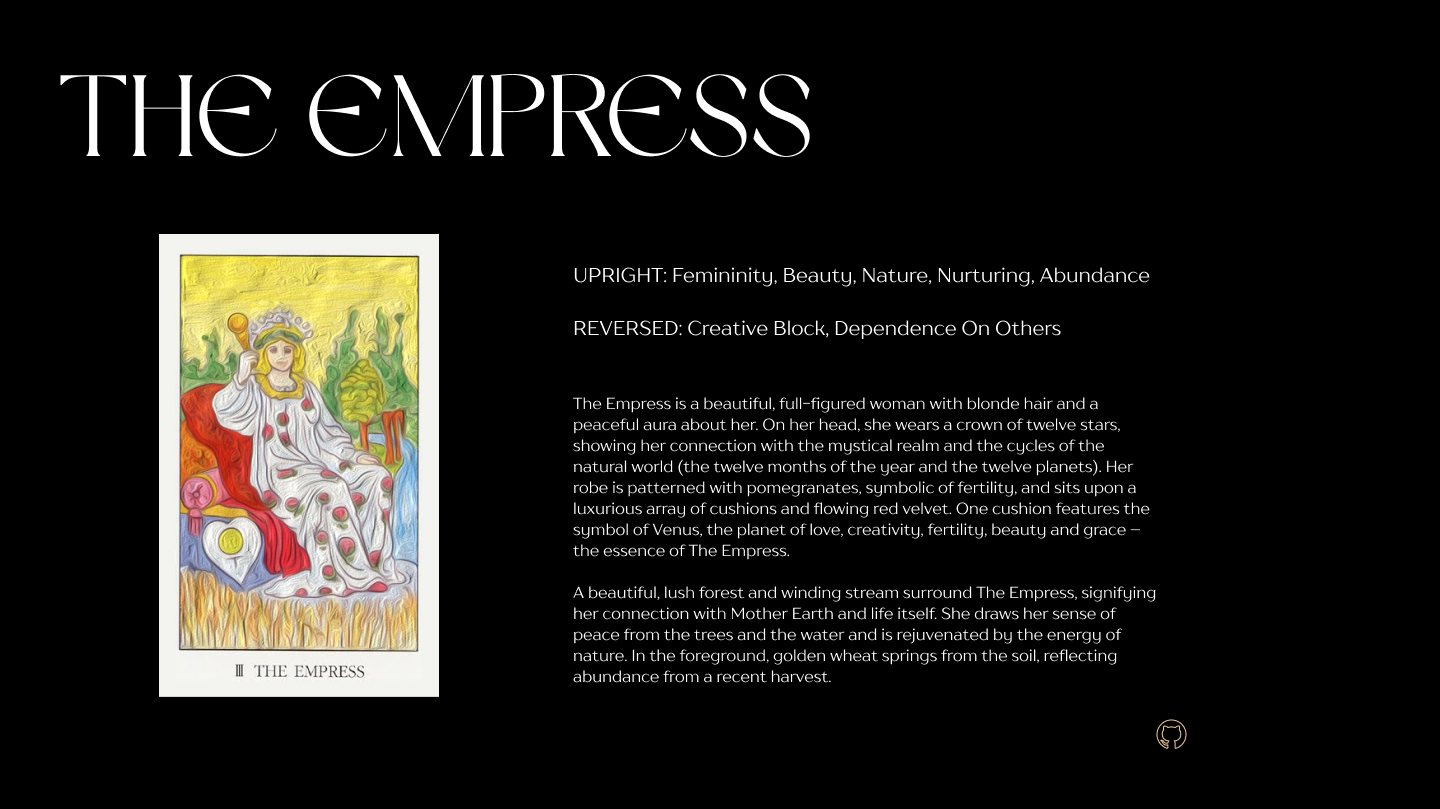 THE EMPRESS
III THE EMPRESS
UPRIGHT: Femininity, Beauty, Nature, Nurturing, Abundance
REVERSED: Creative Block, Dependence On Others
The Empress is a beautiful, full-figured woman with blonde hair and a
peaceful aura about her. On her head, she wears a crown of twelve stars,
showing her connection with the mystical realm and the cycles of the
natural world (the twelve months of the year and the twelve planets). Her
robe is patterned with pomegranates, symbolic of fertility, and sits upon a
luxurious array of cushions and flowing red velvet. One cushion features the
symbol of Venus, the planet of love, creativity, fertility, beauty and grace –
the essence of The Empress.
A beautiful, lush forest and winding stream surround The Empress, signifying
her connection with Mother Earth and life itself. She draws her sense of
peace from the trees and the water and is rejuvenated by the energy of
nature. In the foreground, golden wheat springs from the soil, reflecting
abundance from a recent harvest.